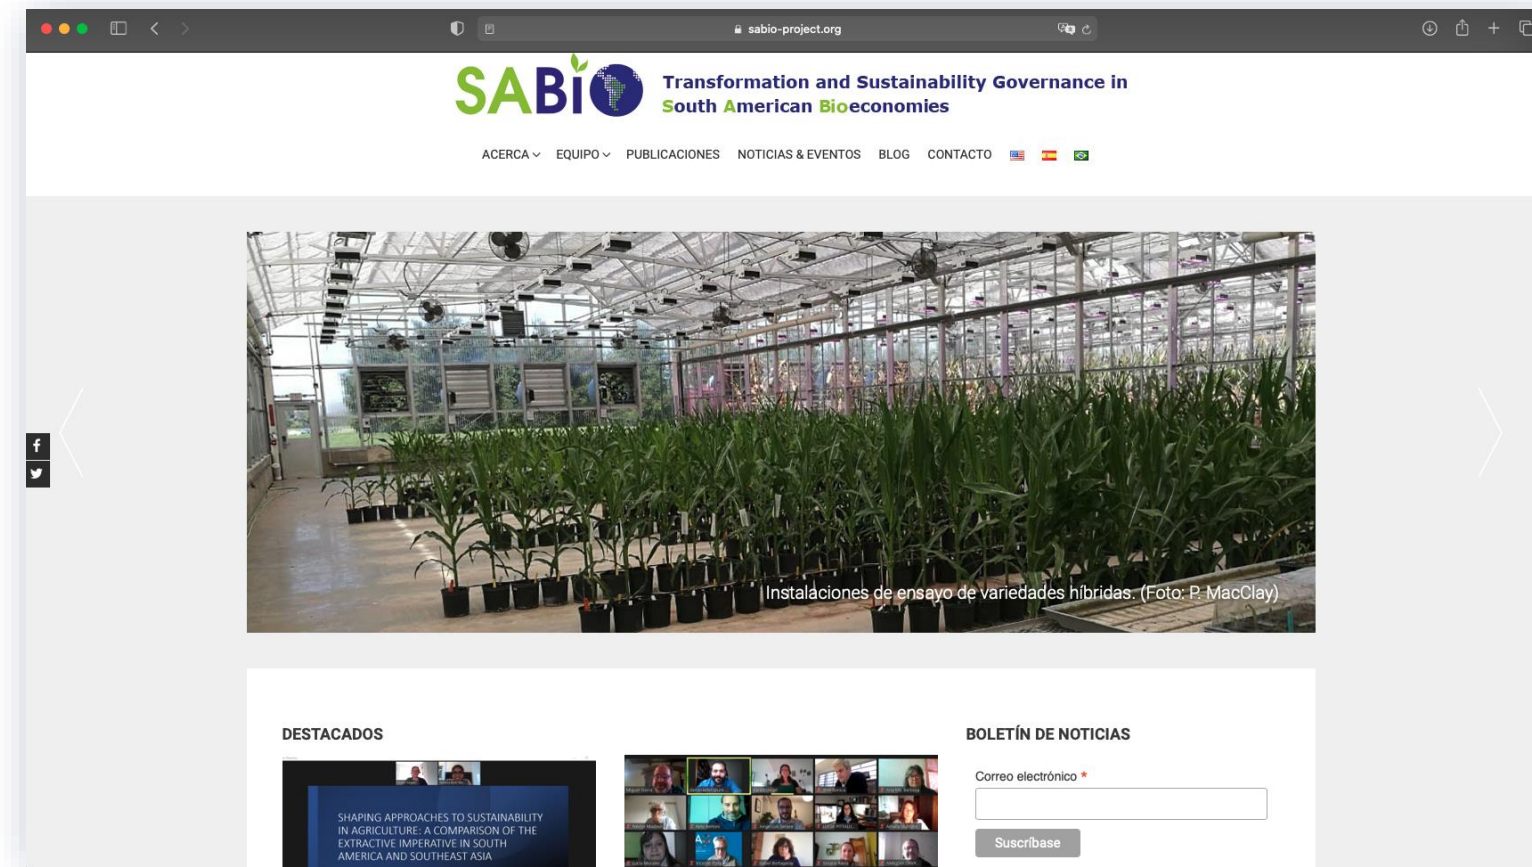 sabio-project.org
SABiO
Transformation and Sustainability Governance in
South American Bioeconomies
ACERCA EQUIPO PUBLICACIONES NOTICIAS & EVENTOS BLOG CONTACTO
Instalaciones de ensayo de variedades híbridas. (Foto: P. MacClay)
DESTACADOS
BOLETÍN DE NOTICIAS
Correo electrónico *
SHAPING APPROACHES TO SUSTAINABILITY
IN AGRICULTURE: A COMPARISON OF THE
EXTRACTIVE IMPERATIVE IN SOUTH
AMERICA AND SOUTHEAST ASIA
Suscríbase